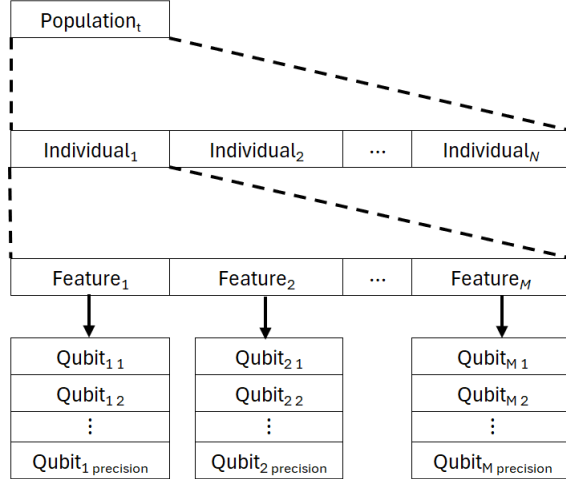 Population_t
Individual_1 Individual_2 ... Individual_N
Feature_1 Feature_2 ... Feature_M
Qubit_1 1 Qubit_2 1 Qubit_M 1
Qubit_1 2 Qubit_2 2 Qubit_M 2
⋮ ⋮ ⋮
Qubit_1 precision Qubit_2 precision Qubit_M precision